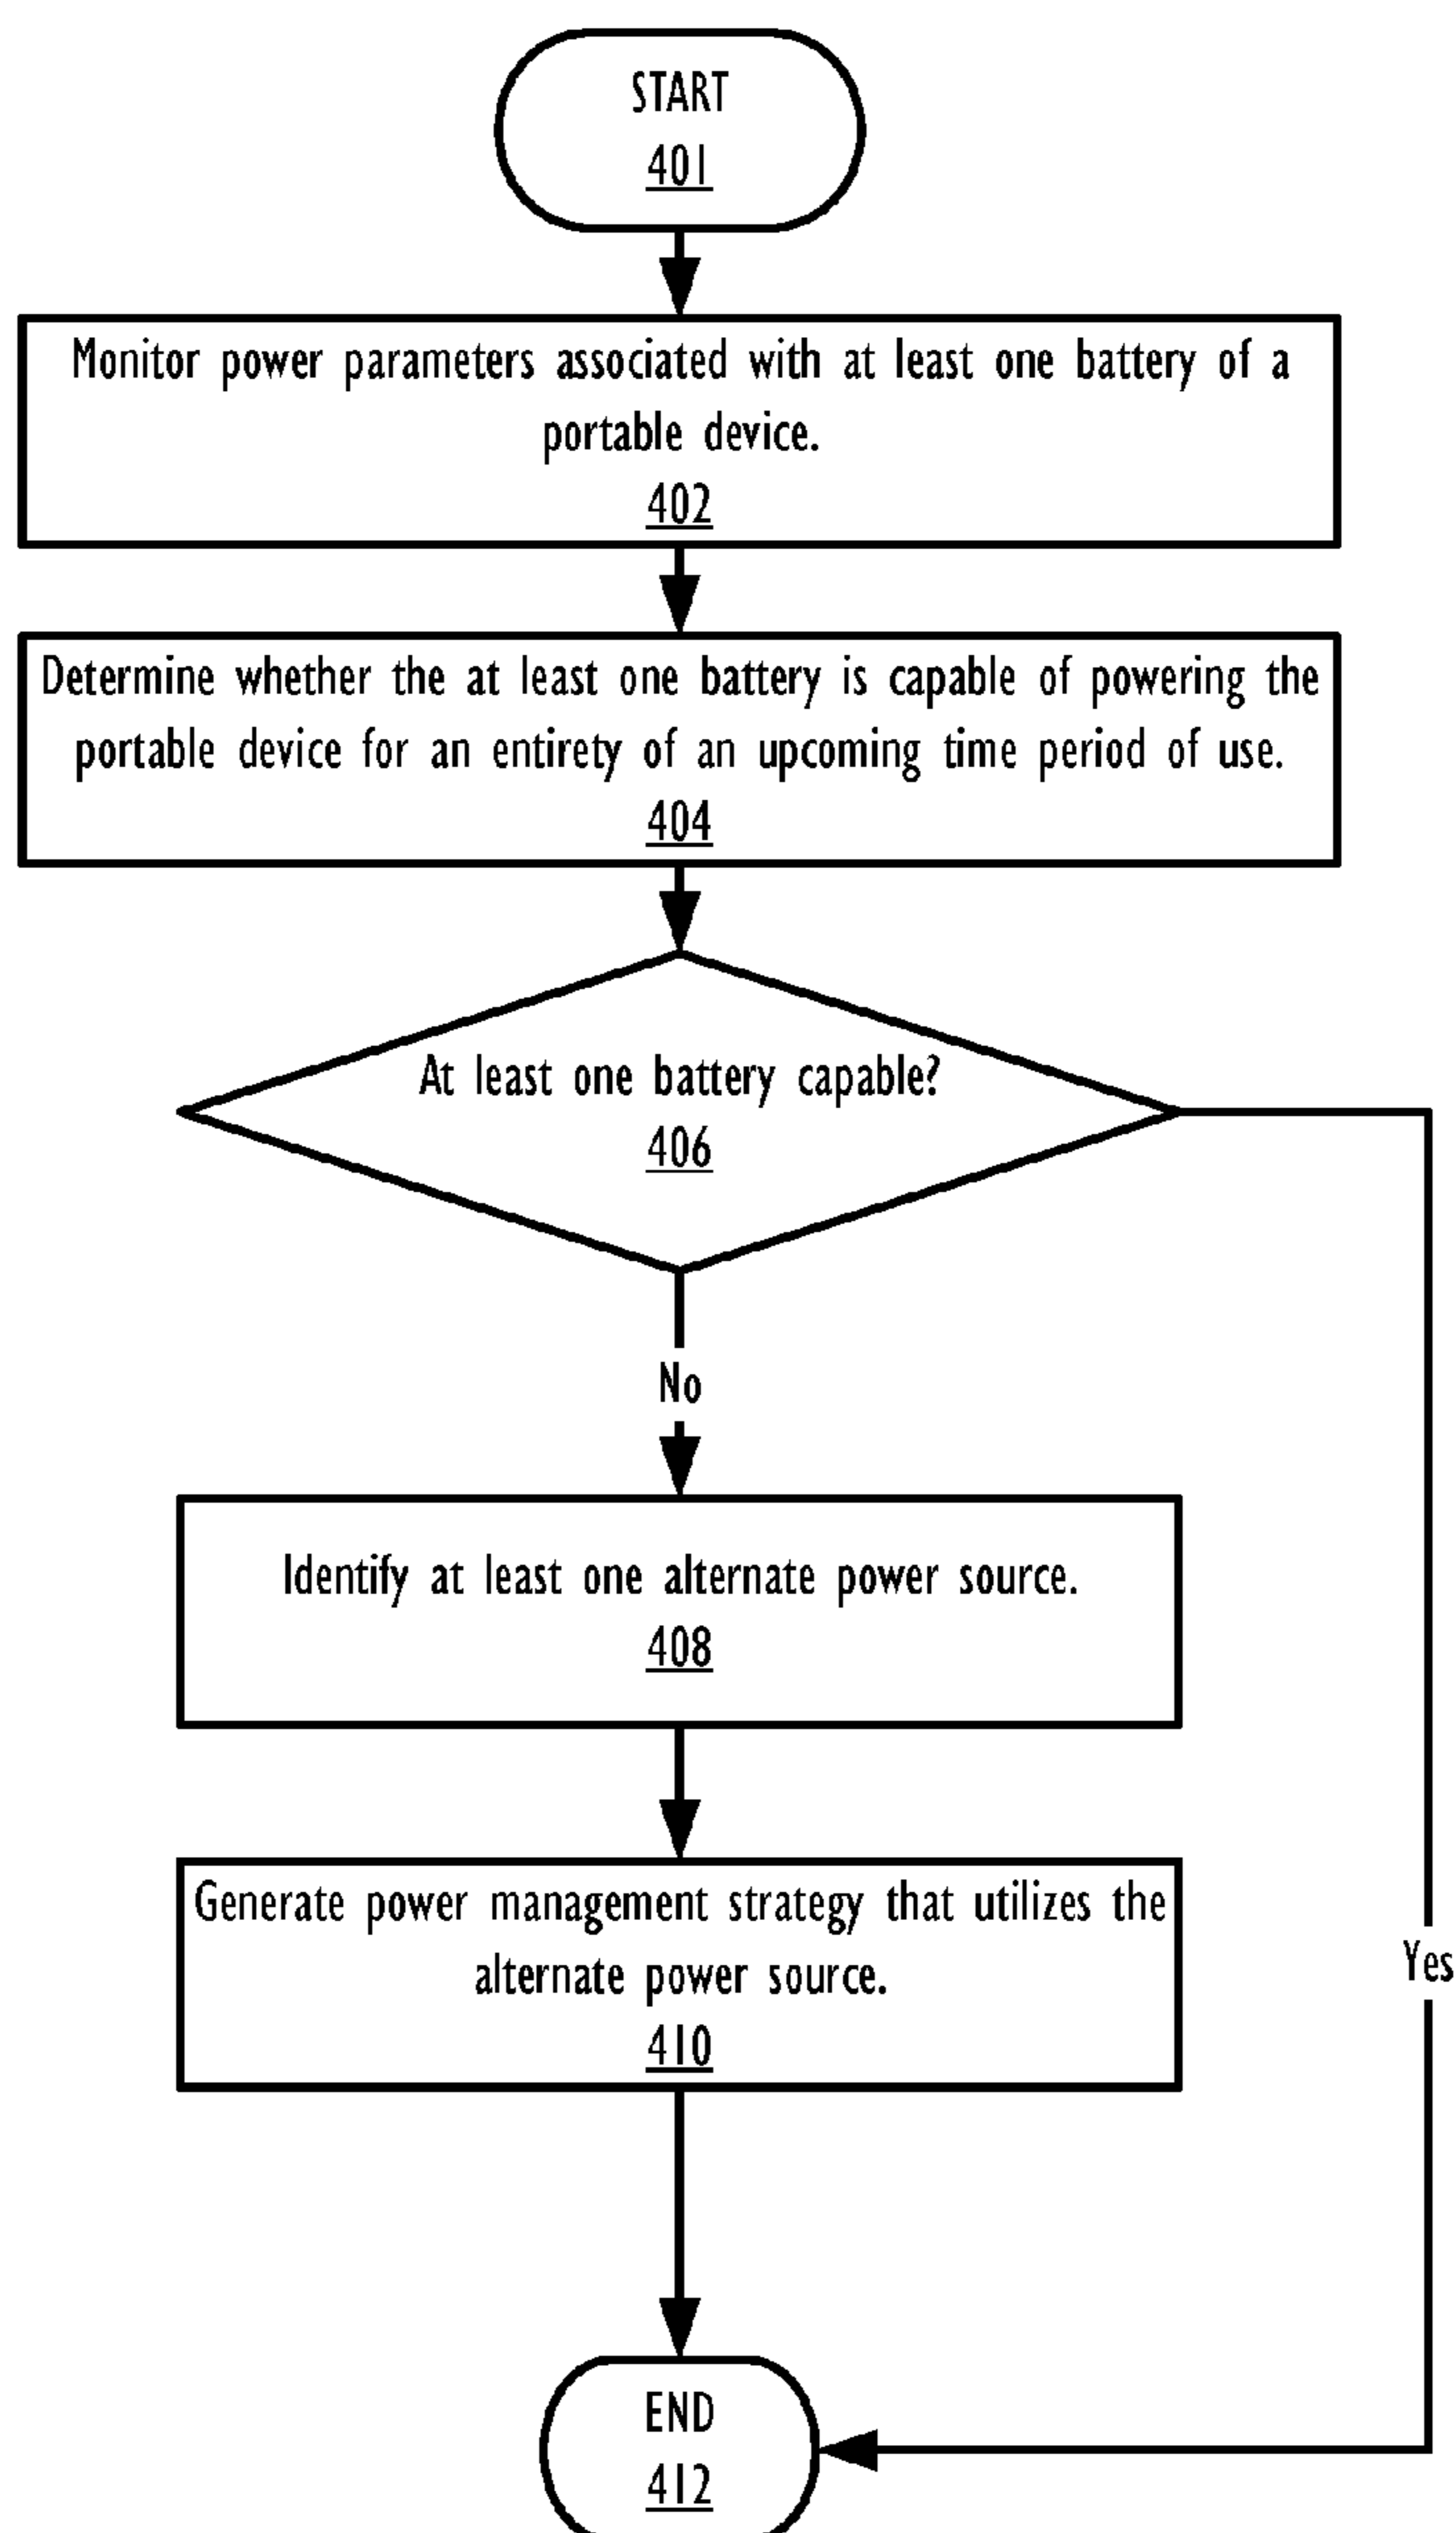 START
401
Monitor power parameters associated with at least one battery of a
portable device.
402
Determine whether the at least one battery is capable of powering the
portable device for an entirety of an upcoming time period of use.
404
At least one battery capable?
406
No
Identify at least one alternate power source.
408
Generate power management strategy that utilizes the
alternate power source.
410
Yes
END
412